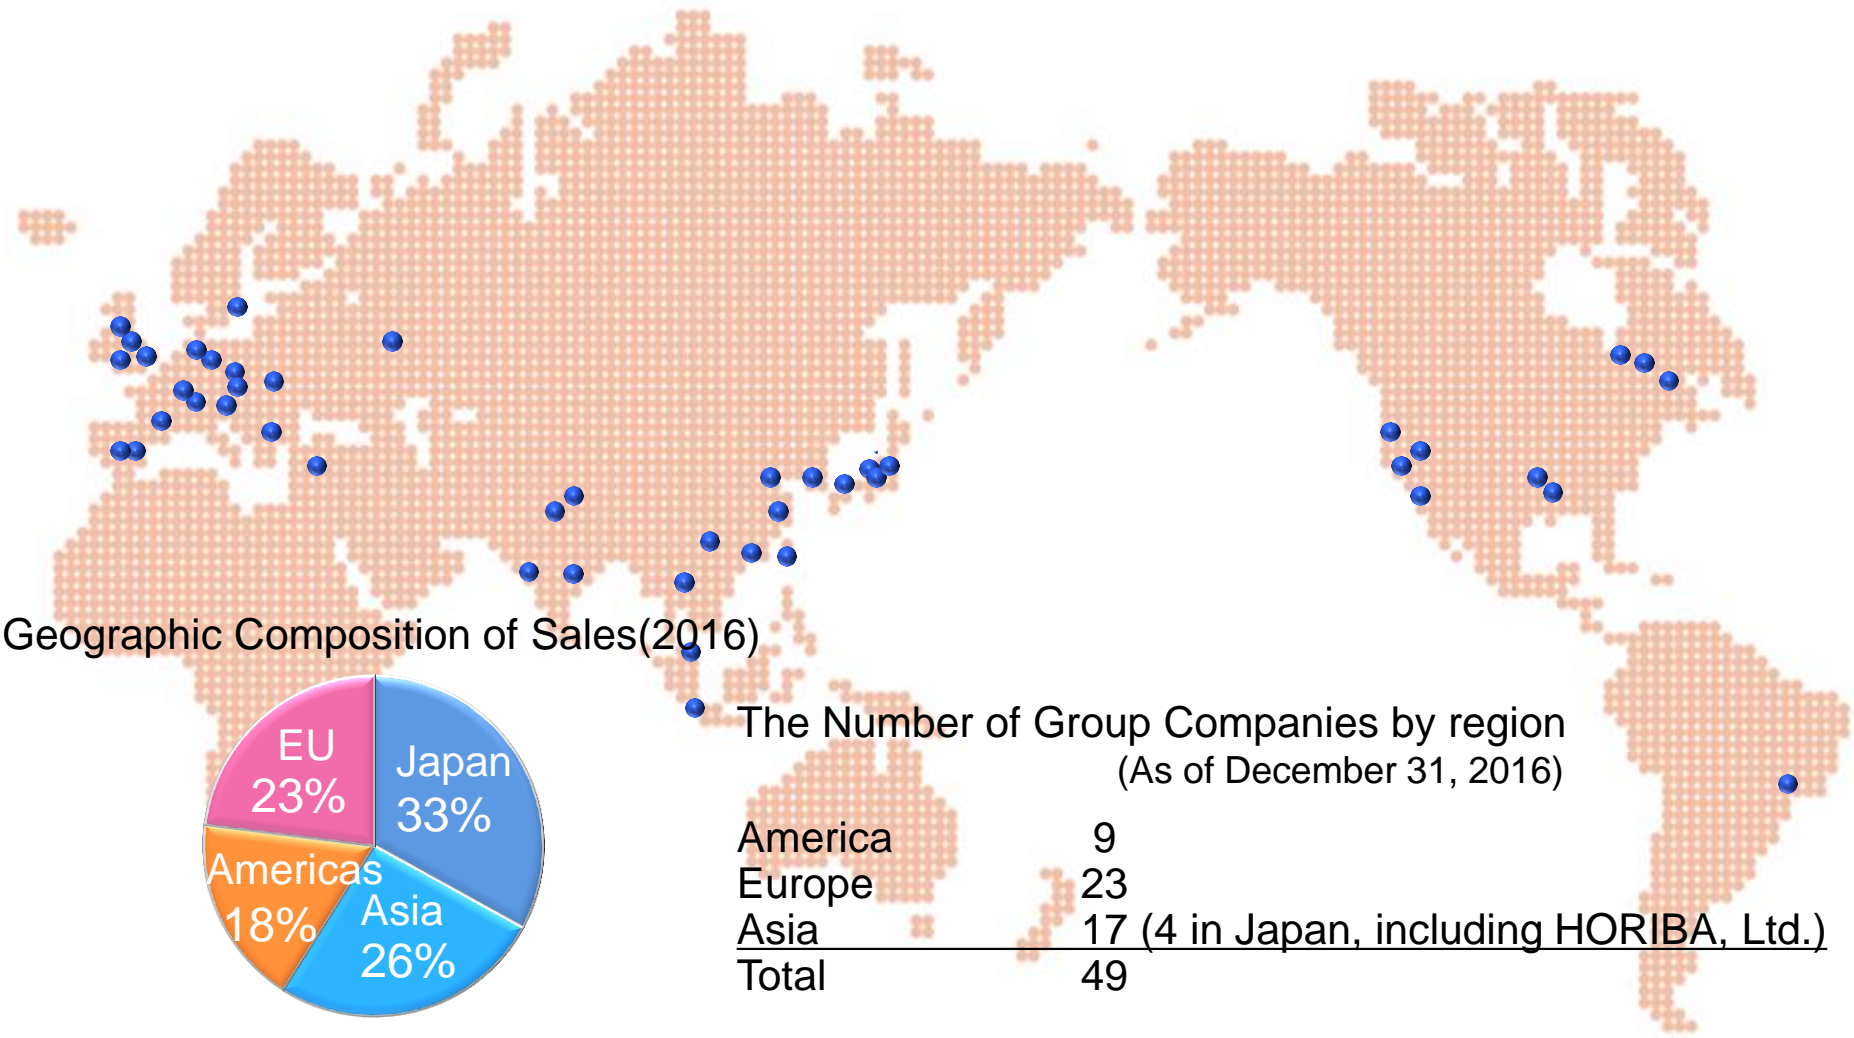 Geographic Composition of Sales(2016)
EU
23%
Japan
33%
Americas
18%
Asia
26%
The Number of Group Companies by region
(As of December 31, 2016)
America 9
Europe 23
Asia 17 (4 in Japan, including HORIBA, Ltd.)
Total 49